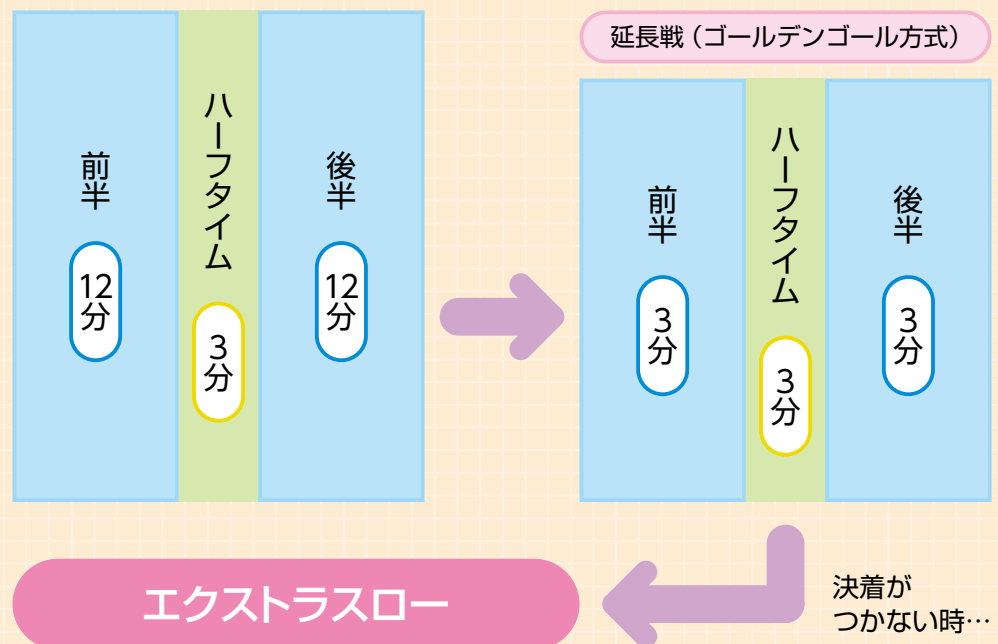 前半
12分
ハーフタイム
3分
後半
12分
延長戦（ゴールデンゴール方式）
前半
3分
ハーフタイム
3分
後半
3分
決着が
つかない時…
エクストラスロー